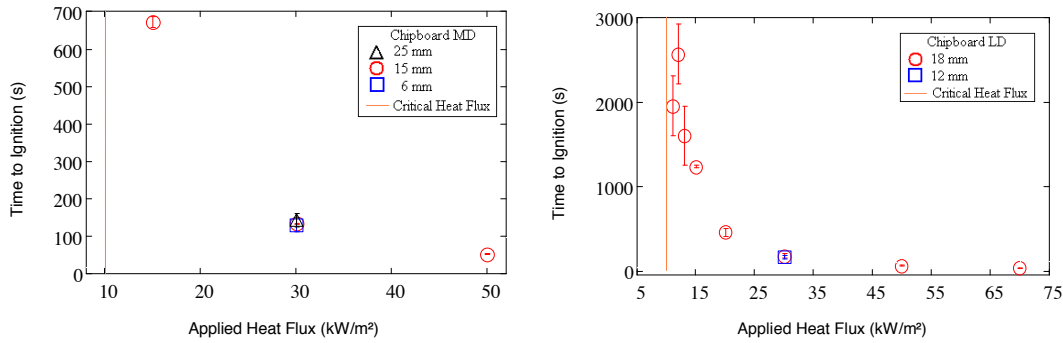 700
600
500
400
300
200
100
0
10
20
30
40
50
Time to Ignition (s)
Applied Heat Flux (kW/m²)
Chipboard MD
25 mm
15 mm
6 mm
Critical Heat Flux
3000
2000
1000
0
5
15
25
35
45
55
65
75
Time to Ignition (s)
Applied Heat Flux (kW/m²)
Chipboard LD
18 mm
12 mm
Critical Heat Flux